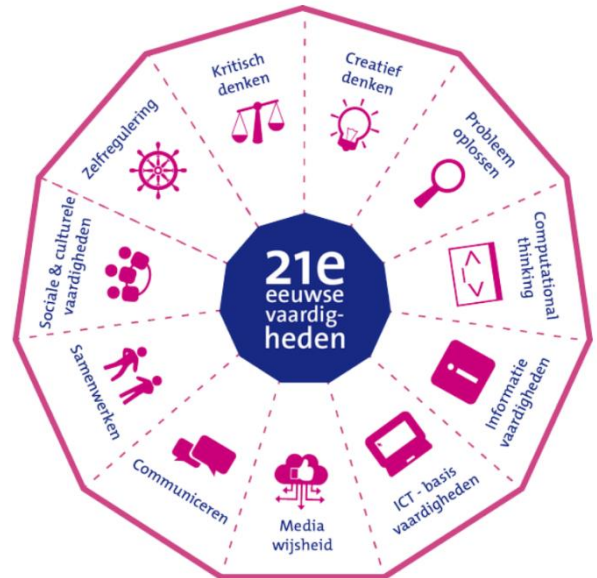 21e
eeuwse
vaardig-
heden
Creatief
denken
Probleem
oplossen
Computational
thinking
Informatie
vaardigheden
ICT - basis
vaardigheden
Media
wijsheid
Communiceren
Samenwerken
Sociale & culturele
vaardigheden
Zelfregulering
Kritisch
denken